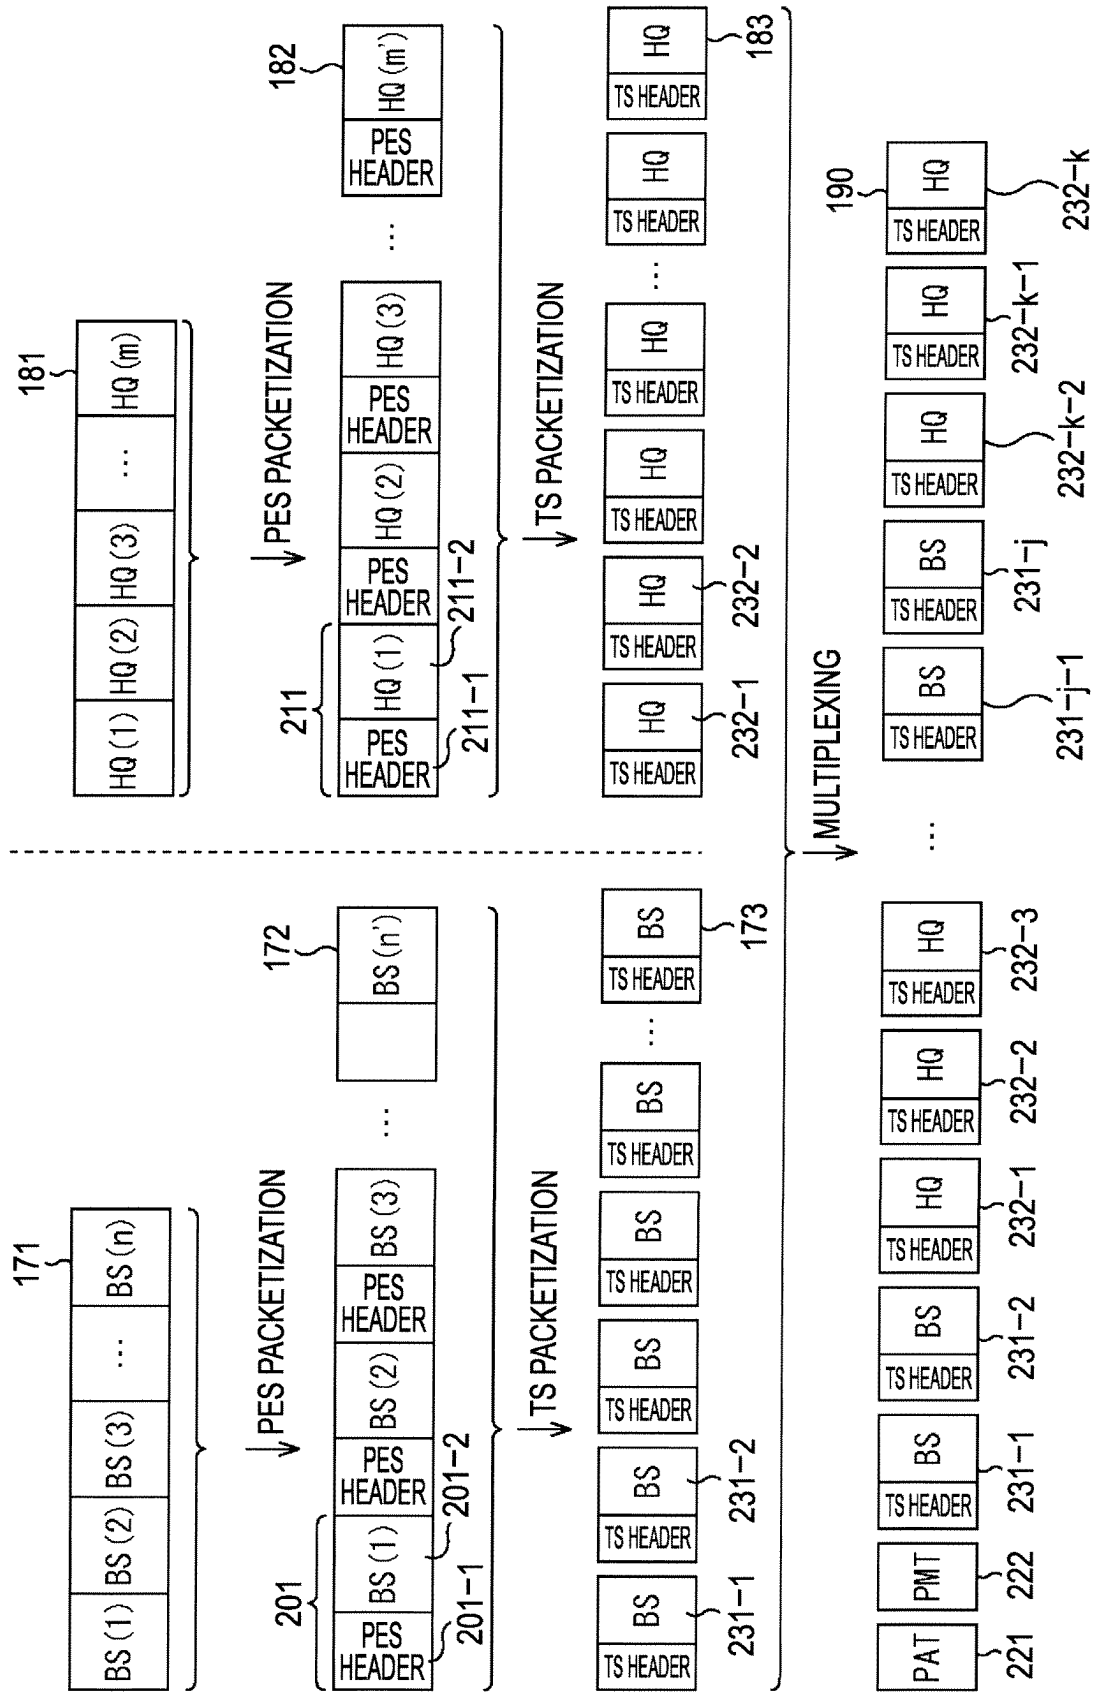 171
BS(1) BS(2) BS(3) ... BS(n)
181
HQ(1) HQ(2) HQ(3) ... HQ(m)
PES PACKETIZATION
PES PACKETIZATION
201
172
PES HEADER BS(1) PES HEADER BS(2) PES HEADER BS(3) ... BS(n')
201-1
201-2
211
182
PES HEADER HQ(1) PES HEADER HQ(2) PES HEADER HQ(3) ... PES HEADER HQ(m')
211-1
211-2
TS PACKETIZATION
TS PACKETIZATION
TS HEADER BS TS HEADER BS TS HEADER BS TS HEADER BS TS HEADER BS ... TS HEADER BS
231-1
231-2
173
TS HEADER HQ TS HEADER HQ TS HEADER HQ TS HEADER HQ ... TS HEADER HQ TS HEADER HQ
232-1
232-2
183
MULTIPLEXING
190
PAT PMT TS HEADER BS TS HEADER BS TS HEADER HQ TS HEADER HQ TS HEADER HQ ... TS HEADER BS TS HEADER BS TS HEADER HQ TS HEADER HQ TS HEADER HQ
221
222
231-1
231-2
232-1
232-2
232-3
231-j-1
231-j
232-k-2
232-k-1
232-k